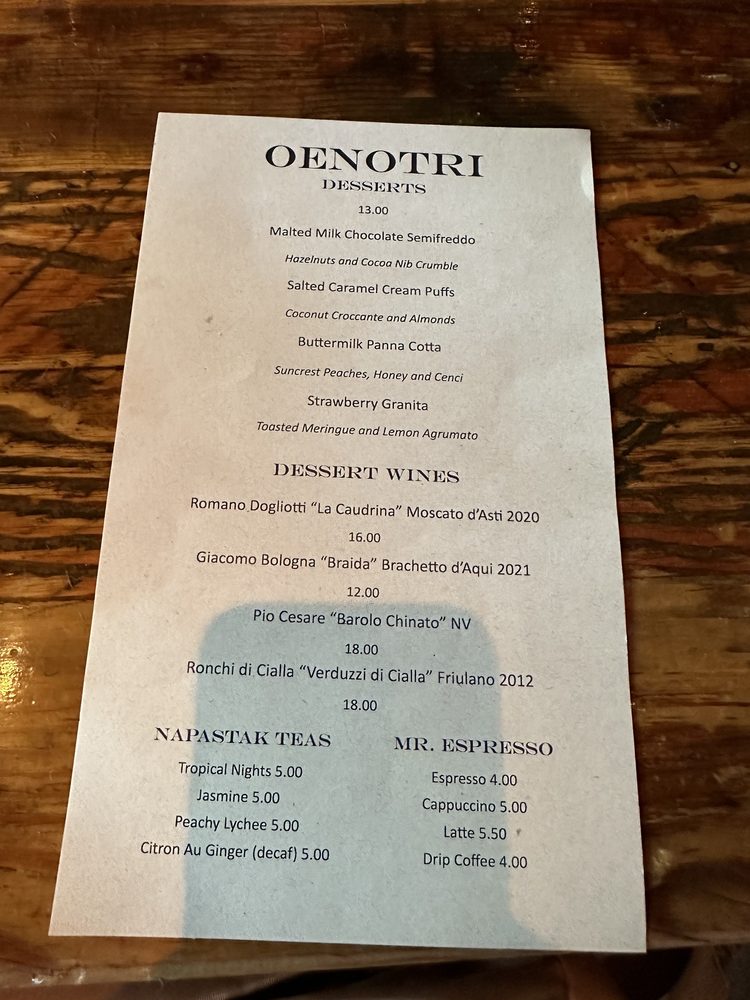 OENOTRI
DESSERTS
13.00
Malted Milk Chocolate Semifreddo
Hazelnuts and Cocoa Nib Crumble
Salted Caramel Cream Puffs
Coconut Croccante and Almonds
Buttermilk Panna Cotta
Suncrest Peaches, Honey and Cenci
Strawberry Granita
Toasted Meringue and Lemon Agrumato
DESSERT WINES
Romano Dogliotti “La Caudrina” Moscato d’Asti 2020
16.00
Giacomo Bologna “Braida” Brachetto d’Aqui 2021
12.00
Pio Cesare “Barolo Chinato” NV
18.00
Ronchi di Cialla “Verduzzi di Cialla” Friulano 2012
18.00
NAPASTAK TEAS
Tropical Nights 5.00
Jasmine 5.00
Peachy Lychee 5.00
Citron Au Ginger (decaf) 5.00
MR. ESPRESSO
Espresso 4.00
Cappuccino 5.00
Latte 5.50
Drip Coffee 4.00